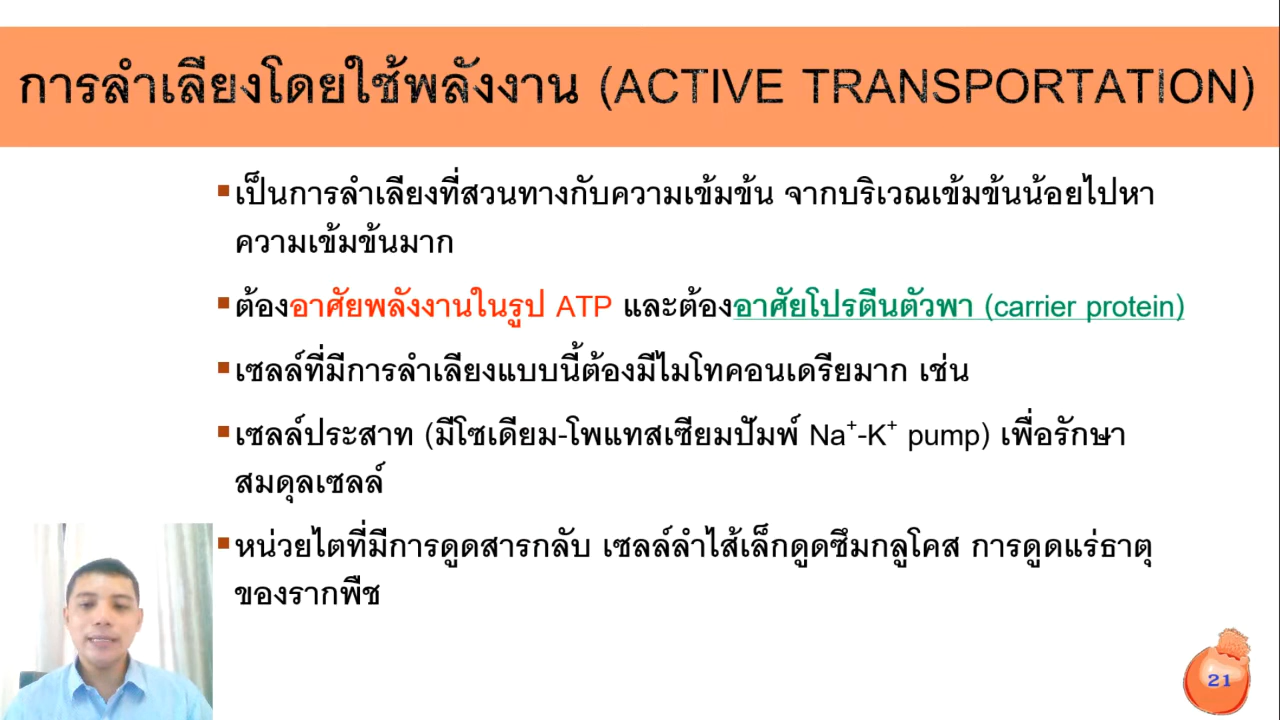 การลำเลียงโดยใช้พลังงาน (ACTIVE TRANSPORTATION)
▪เป็นการลำเลียงที่สวนทางกับความเข้มข้น จากบริเวณเข้มข้นน้อยไปหา
ความเข้มข้นมาก
▪ต้องอาศัยพลังงานในรูป ATP และต้องอาศัยโปรตีนตัวพา (carrier protein)
▪เซลล์ที่มีการลำเลียงแบบนี้ต้องมีไมโทคอนเดรียมาก เช่น
▪เซลล์ประสาท (มีโซเดียม-โพแทสเซียมปัมพ์ Na⁺-K⁺ pump) เพื่อรักษา
สมดุลเซลล์
▪หน่วยไตที่มีการดูดสารกลับ เซลล์ลำไส้เล็กดูดซึมกลูโคส การดูดแร่ธาตุ
ของรากพืช
21